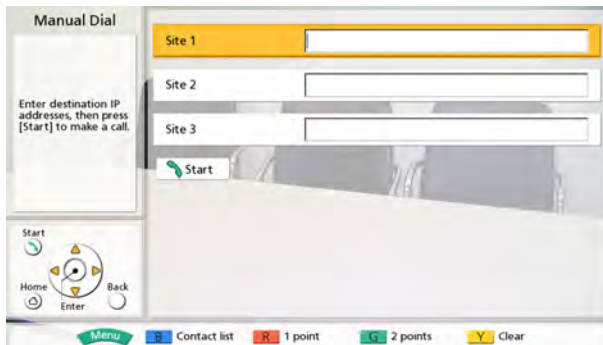 Manual Dial
Enter destination IP
addresses, then press
[Start] to make a call.
Site 1
Site 2
Site 3
Start
Start
Home
Enter
Back
Menu
B Contact list
R 1 point
G 2 points
Y Clear